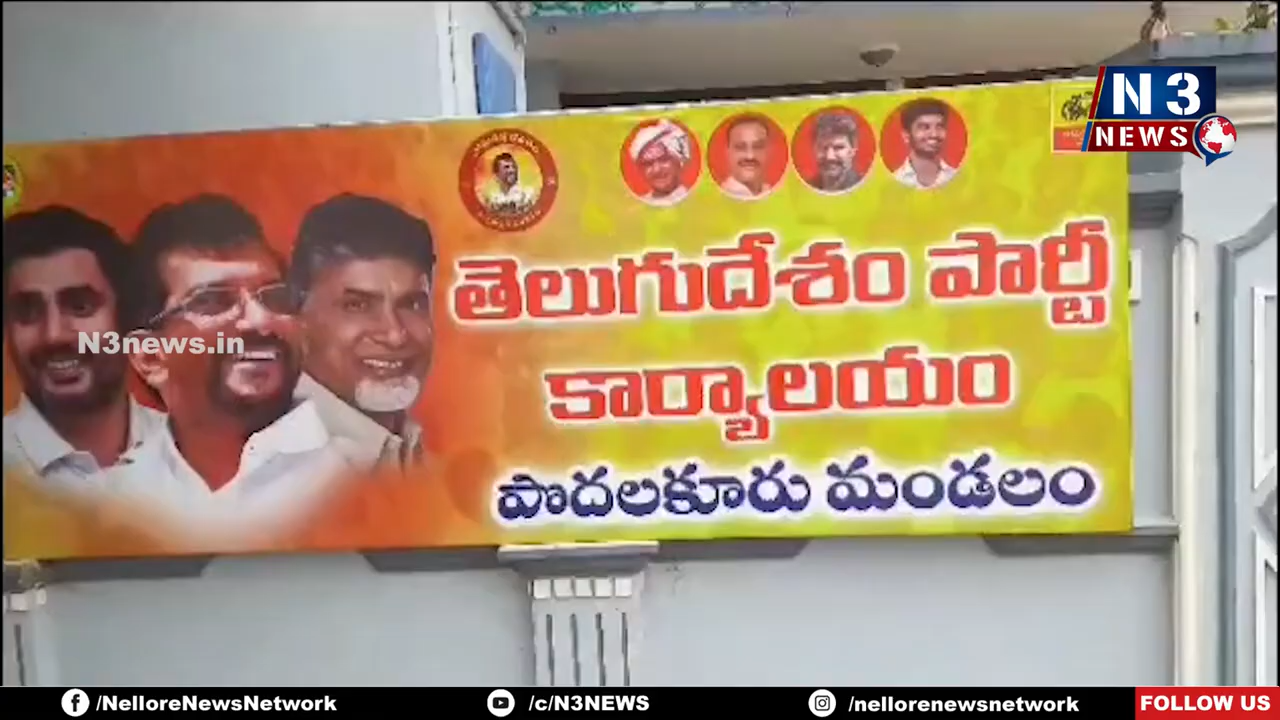 N3
NEWS
తెలుగుదేశం పార్టీ
కార్యాలయం
పొదలకూరు మండలం
N3news.in
/NelloreNewsNetwork
/c/N3NEWS
/nellorenewsnetwork
FOLLOW US